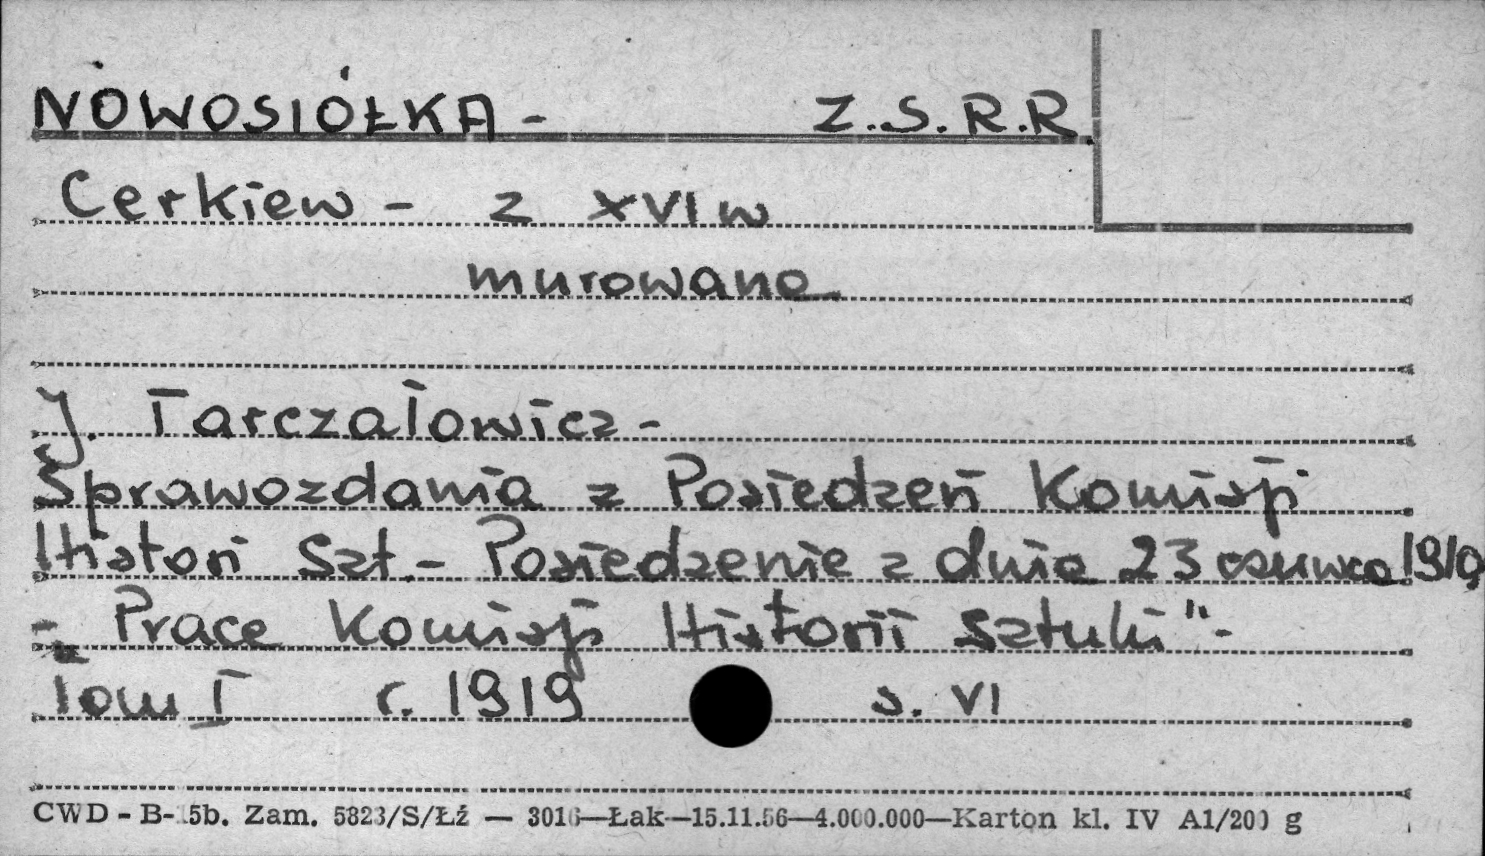 NOWOSIÓŁKA - Z.S.R.R
Cerkiew - z XVI w
murowana
J. Tarczałowicz -
Sprawozdania z Posiedzeń Komisji
Historii Szt. - Posiedzenie z dnia 23 czerwca 1919
- "Prace Komisji Historii Sztuki" -
Tom I r. 1919 s. VI
CWD - B-15b. Zam. 5823/S/Łź — 3016—Łak—15.11.56—4.000.000—Karton kl. IV A1/200 g